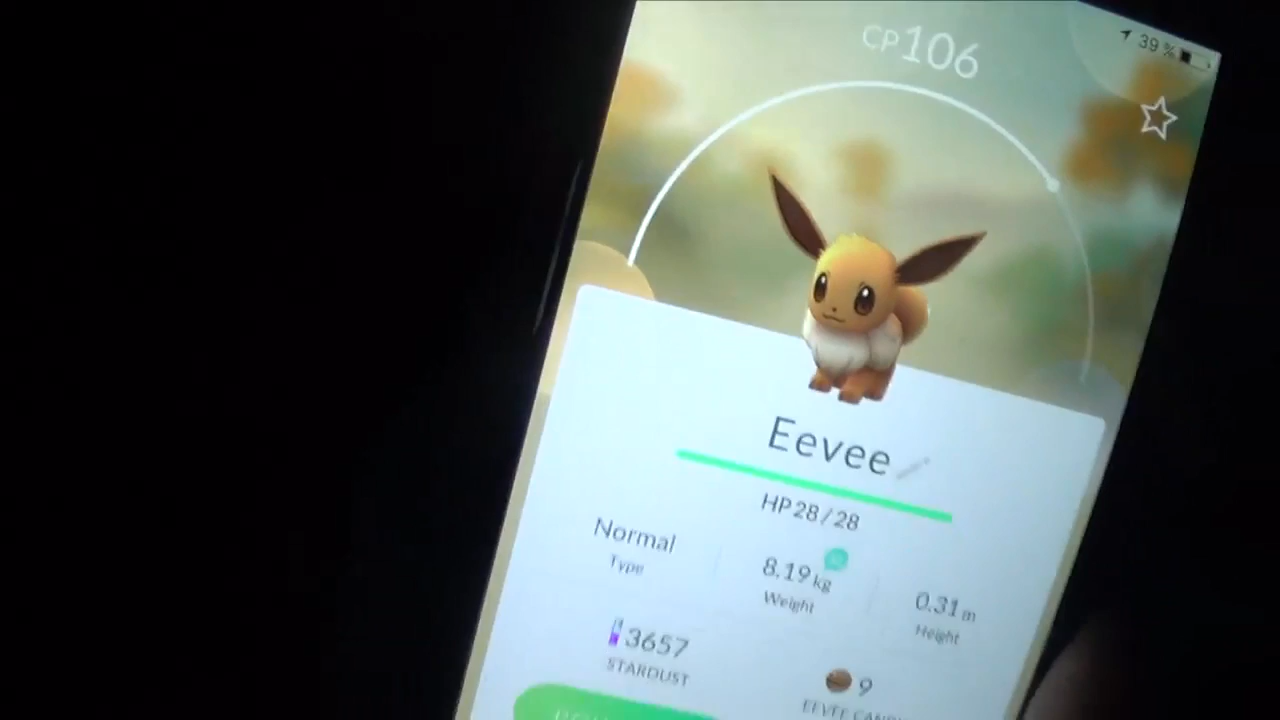 39 %
CP106
Eevee
HP 28 / 28
Normal
Type
8.19 kg
Weight
0.31 m
Height
3657
STARDUST
9
EEVEE